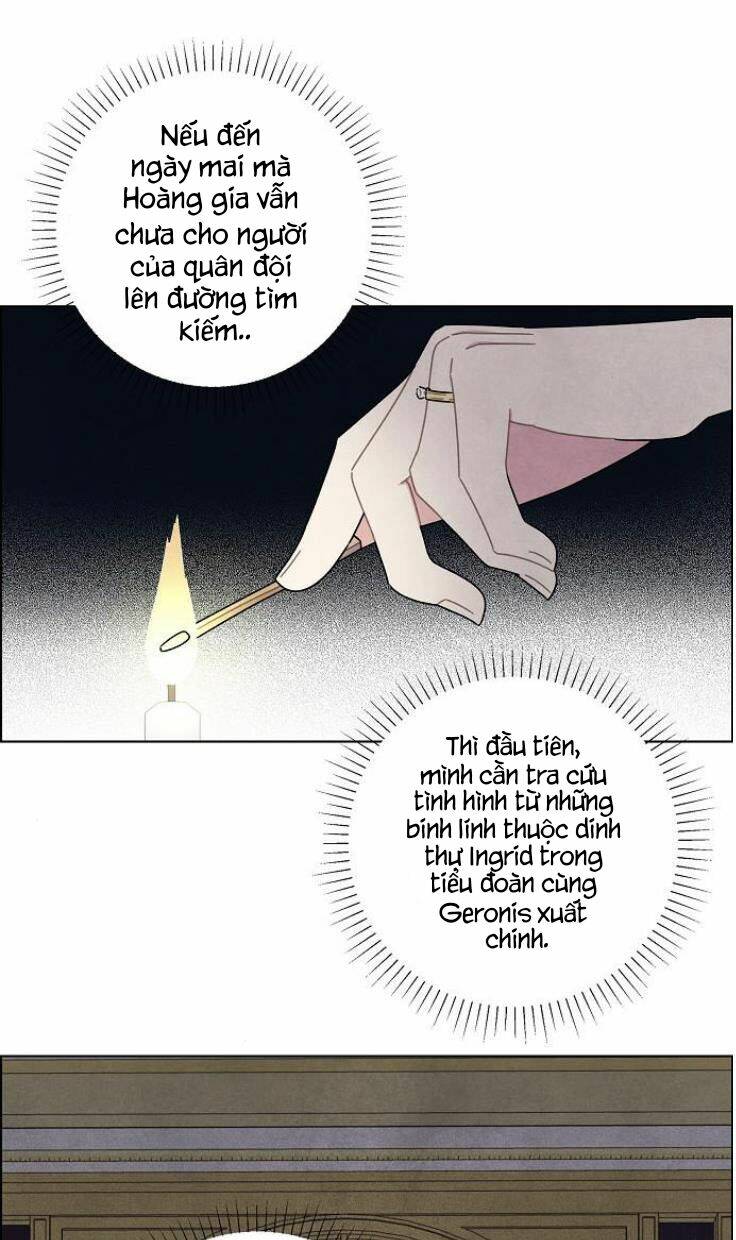 Nếu đến
ngày mai mà
Hoàng gia vẫn
chưa cho người
của quân đội
lên đường tìm
kiếm..
Thì đầu tiên,
mình cần tra cứu
tình hình từ những
binh lính thuộc dinh
thự Ingrid trong
tiểu đoàn cùng
Geronis xuất
chinh.